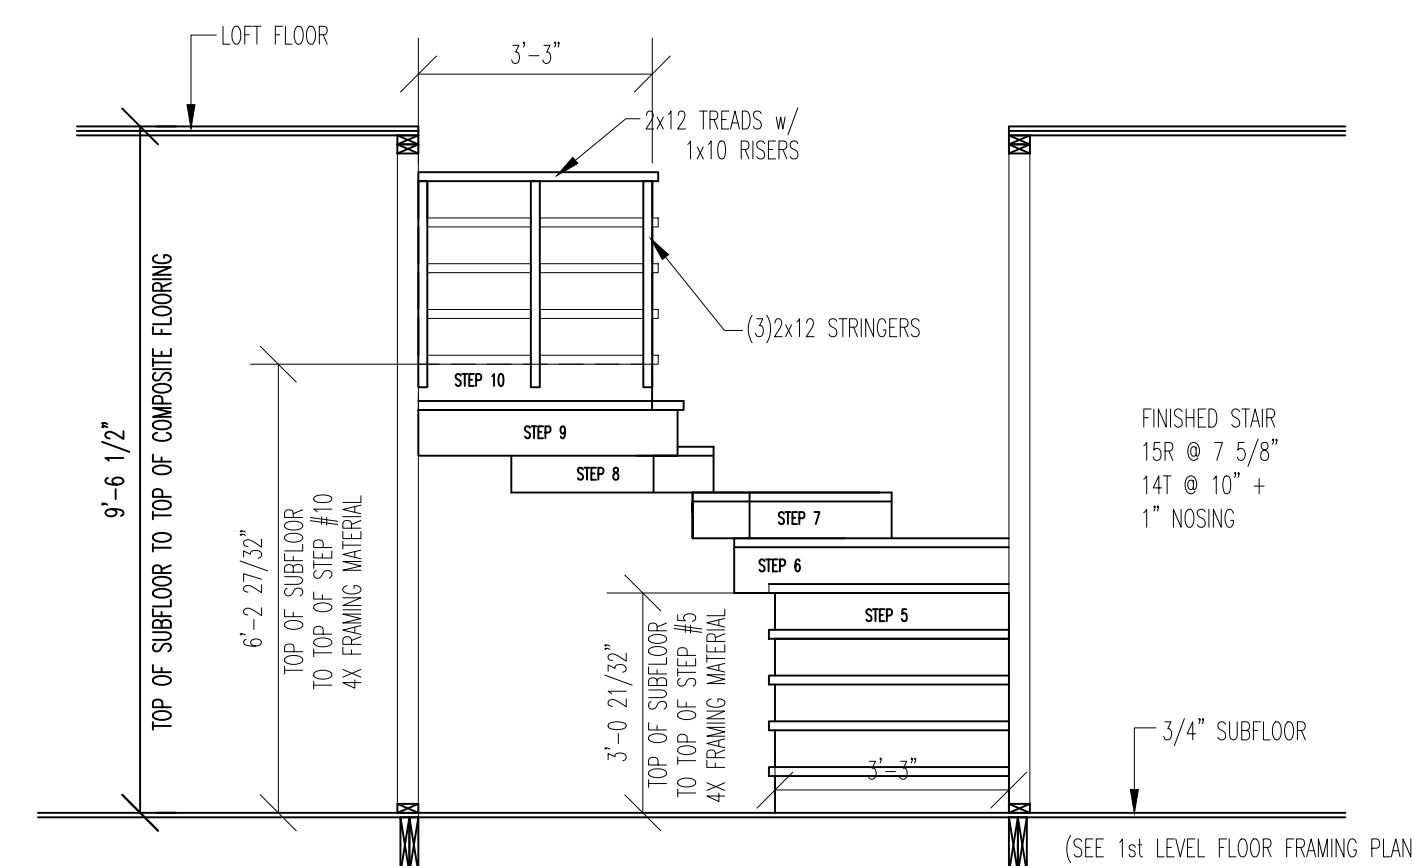 LOFT FLOOR
3'-3"
2x12 TREADS w/
1x10 RISERS
(3)2x12 STRINGERS
STEP 10
STEP 9
STEP 8
STEP 7
STEP 6
STEP 5
9'-6 1/2"
TOP OF SUBFLOOR TO TOP OF COMPOSITE FLOORING
6'-2 27/32"
TOP OF SUBFLOOR
TO TOP OF STEP #10
4X FRAMING MATERIAL
3'-0 21/32"
TOP OF SUBFLOOR
TO TOP OF STEP #5
4X FRAMING MATERIAL
3'-3"
FINISHED STAIR
15R @ 7 5/8"
14T @ 10" +
1" NOSING
3/4" SUBFLOOR
(SEE 1st LEVEL FLOOR FRAMING PLAN